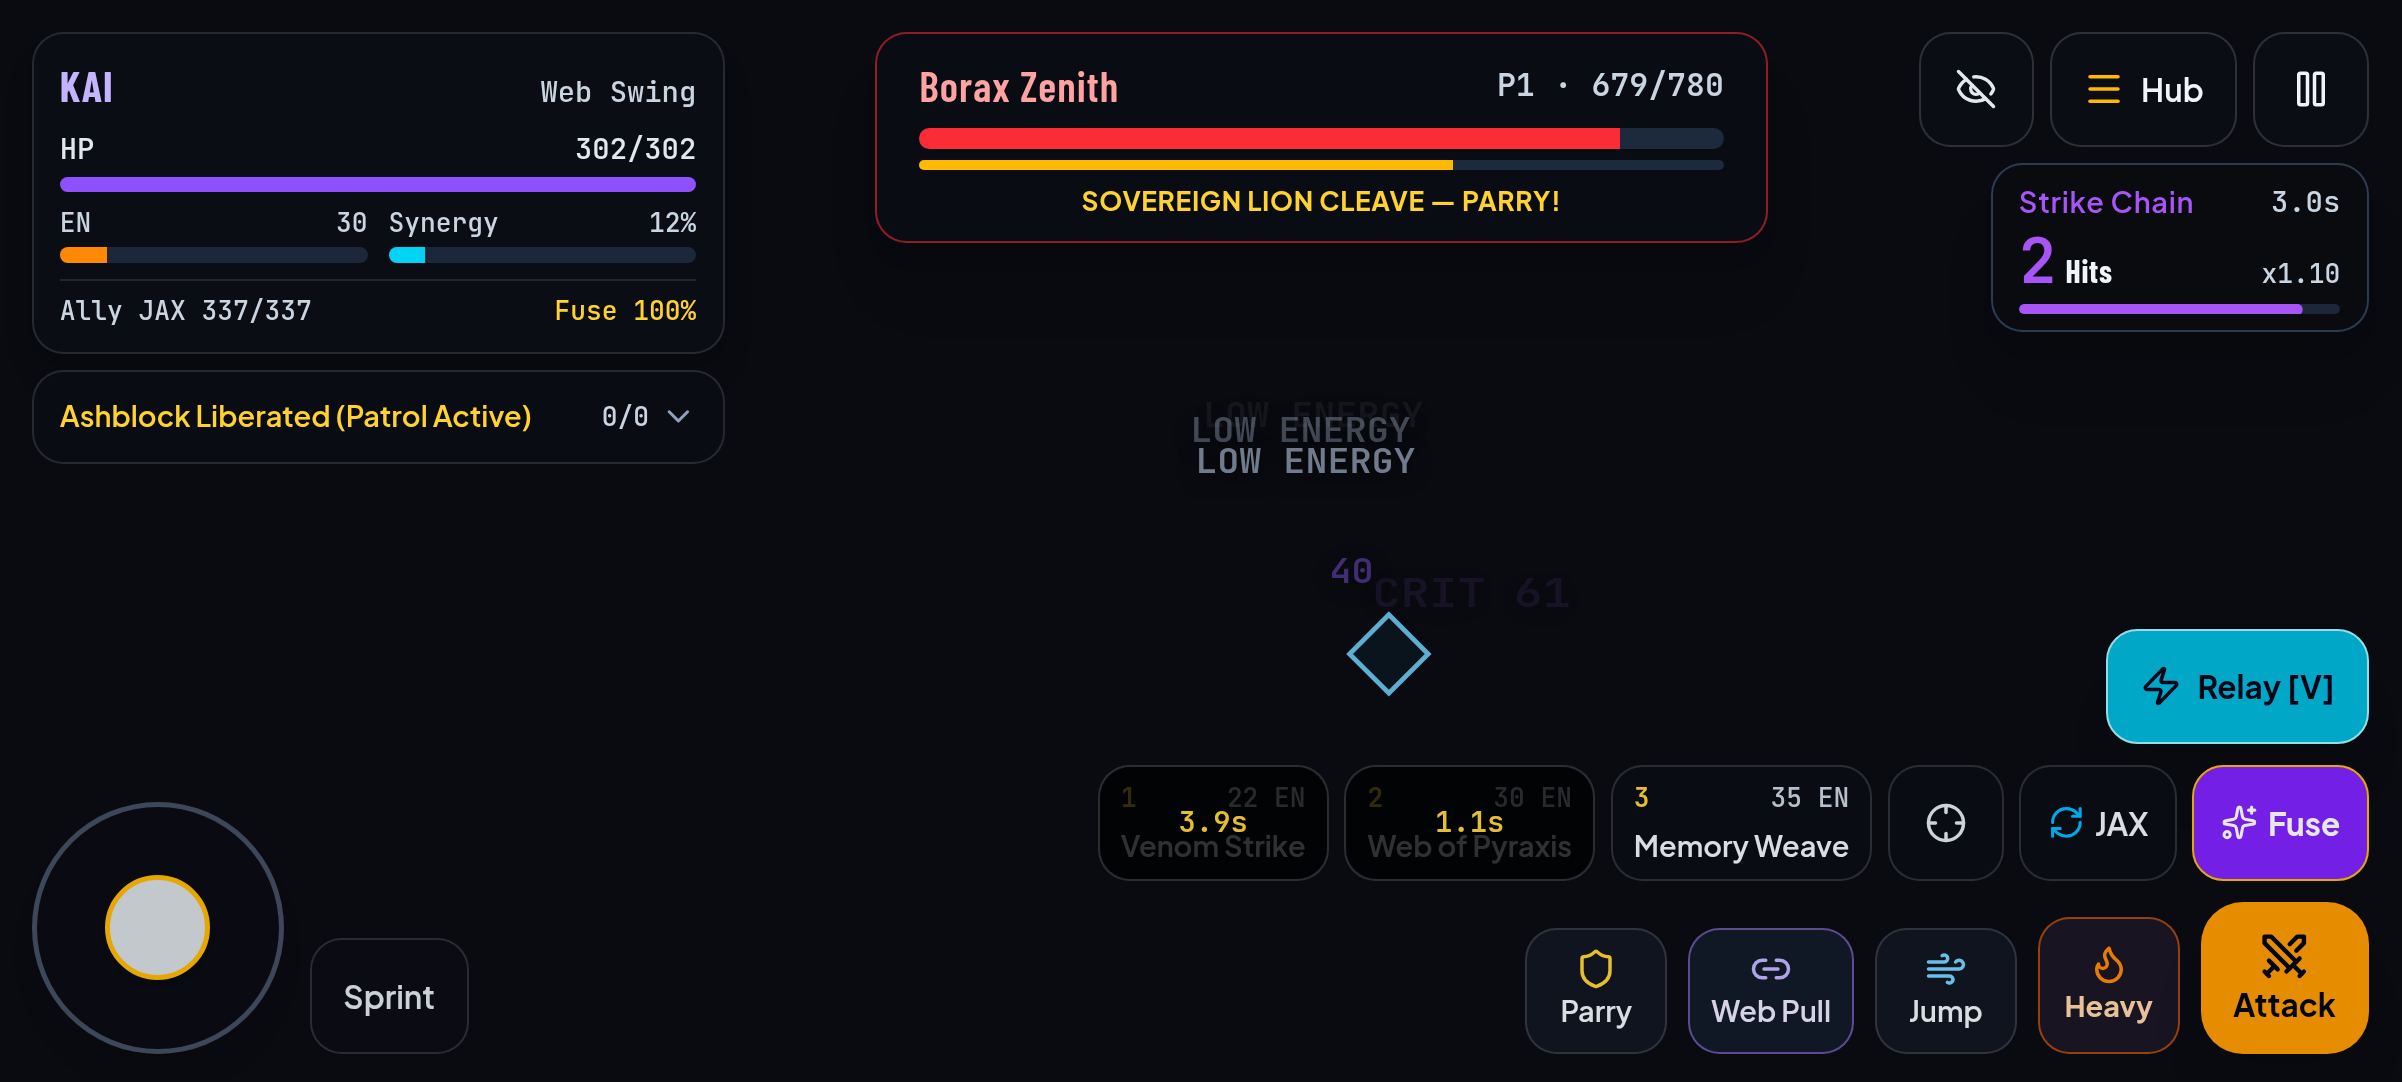 KAI Web Swing
HP 302/302
EN 30 Synergy 12%
Ally JAX 337/337 Fuse 100%
Ashblock Liberated (Patrol Active) 0/0
Borax Zenith P1 · 679/780
SOVEREIGN LION CLEAVE — PARRY!
Hub
Strike Chain 3.0s
2 Hits x1.10
LOW ENERGY
LOW ENERGY
LOW ENERGY
40
CRIT 61
Relay [V]
1 22 EN
3.9s
Venom Strike
2 30 EN
1.1s
Web of Pyraxis
3 35 EN
Memory Weave
JAX
Fuse
Sprint
Parry
Web Pull
Jump
Heavy
Attack